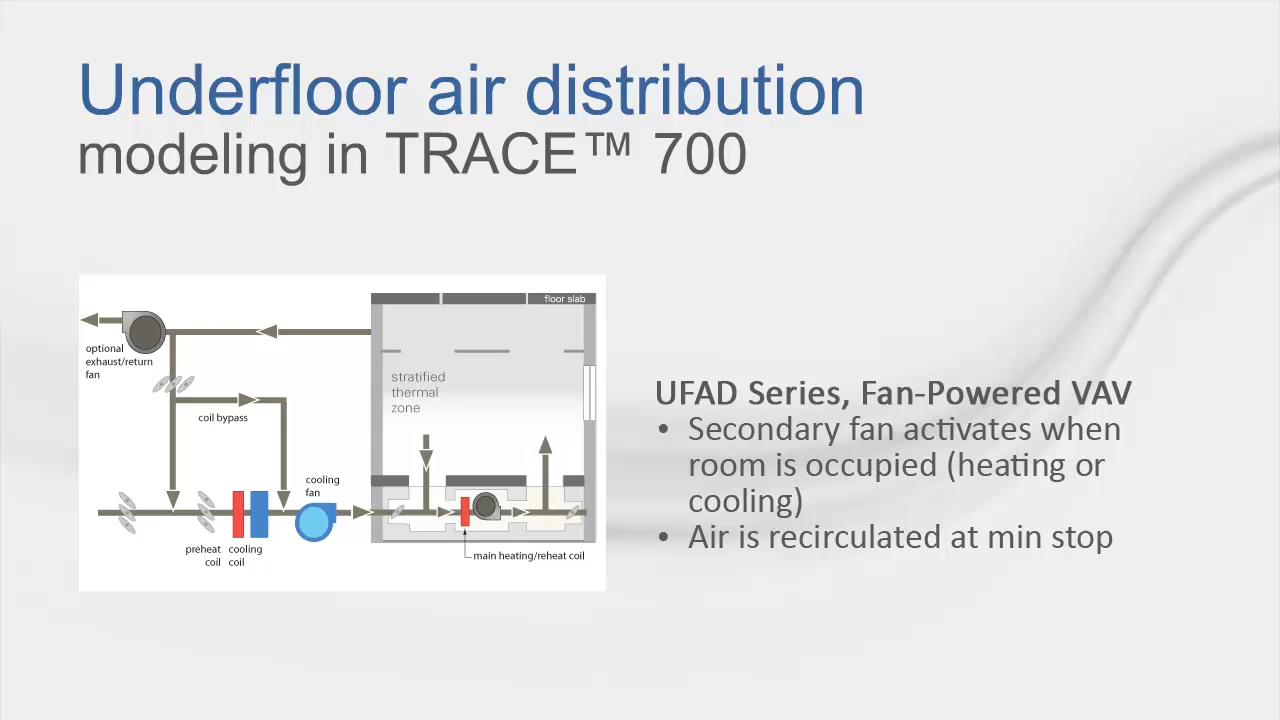 Underfloor air distribution
modeling in TRACE™ 700
floor slab
optional
exhaust/return
fan
stratified
thermal
zone
coil bypass
cooling
fan
preheat
coil
cooling
coil
main heating/reheat coil
UFAD Series, Fan-Powered VAV
• Secondary fan activates when
room is occupied (heating or
cooling)
• Air is recirculated at min stop